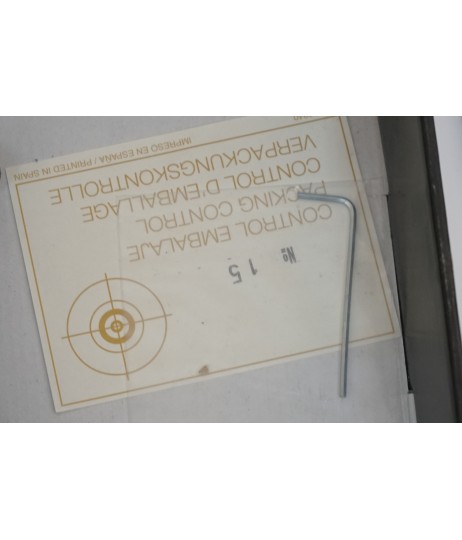 CONTROL EMBALAJE
PACKING CONTROL
CONTROL D'EMBALLAGE
VERPACKUNGSKONTROLLE
Nº 15
IMPRESO EN ESPAÑA / PRINTED IN SPAIN